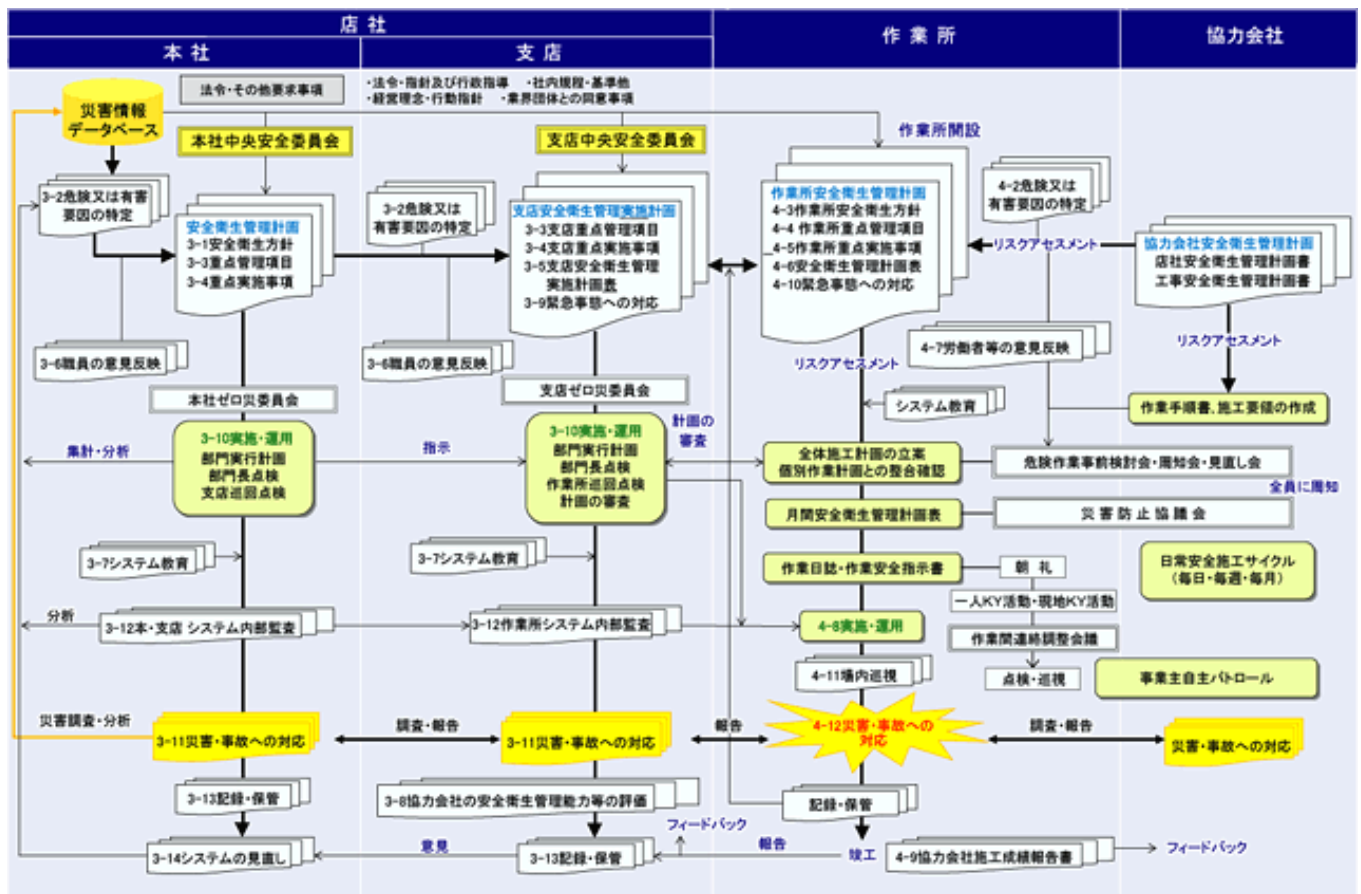 店 社
本 社
支 店
作 業 所
協力会社
災害情報
データベース
法令・その他要求事項
・法令・指針及び行政指導 ・社内規程・基準他
・経営理念・行動指針 ・業界団体との同意事項
本社中央安全委員会
支店中央安全委員会
作業所開設
3-2危険又は有害
要因の特定
安全衛生管理計画
3-1安全衛生方針
3-3重点管理項目
3-4重点実施事項
3-6職員の意見反映
3-2危険又は
有害要因の特定
支店安全衛生管理実施計画
3-3支店重点管理項目
3-4支店重点実施事項
3-5支店安全衛生管理
実施計画表
3-9緊急事態への対応
3-6職員の意見反映
作業所安全衛生管理計画
4-3作業所安全衛生方針
4-4 作業所重点管理項目
4-5作業所重点実施事項
4-6安全衛生管理計画表
4-10緊急事態への対応
4-2危険又は
有害要因の特定
リスクアセスメント
協力会社安全衛生管理計画
店社安全衛生管理計画書
工事安全衛生管理計画書
4-7労働者等の意見反映
リスクアセスメント
リスクアセスメント
本社ゼロ災委員会
支店ゼロ災委員会
システム教育
作業手順書、施工要領の作成
集計・分析
3-10実施・運用
部門実行計画
部門長点検
支店巡回点検
指示
3-10実施・運用
部門実行計画
部門長点検
作業所巡回点検
計画の審査
計画の
審査
全体施工計画の立案
個別作業計画との整合確認
危険作業事前検討会・周知会・見直し会
全員に周知
月間安全衛生管理計画表
災 害 防 止 協 議 会
3-7システム教育
3-7システム教育
作業日誌・作業安全指示書
朝 礼
日常安全施工サイクル
(毎日・毎週・毎月)
一人KY活動・現地KY活動
分析
3-12本・支店 システム内部監査
3-12作業所システム内部監査
4-8実施・運用
作業間連絡調整会議
4-11場内巡視
点検・巡視
事業主自主パトロール
災害調査・分析
3-11災害・事故への対応
調査・報告
3-11災害・事故への対応
報告
4-12災害・事故への
対応
調査・報告
災害・事故への対応
3-13記録・保管
3-8協力会社の安全衛生管理能力等の評価
記録・保管
フィードバック
3-14システムの見直し
意見
3-13記録・保管
報告
竣工
4-9協力会社施工成績報告書
フィードバック